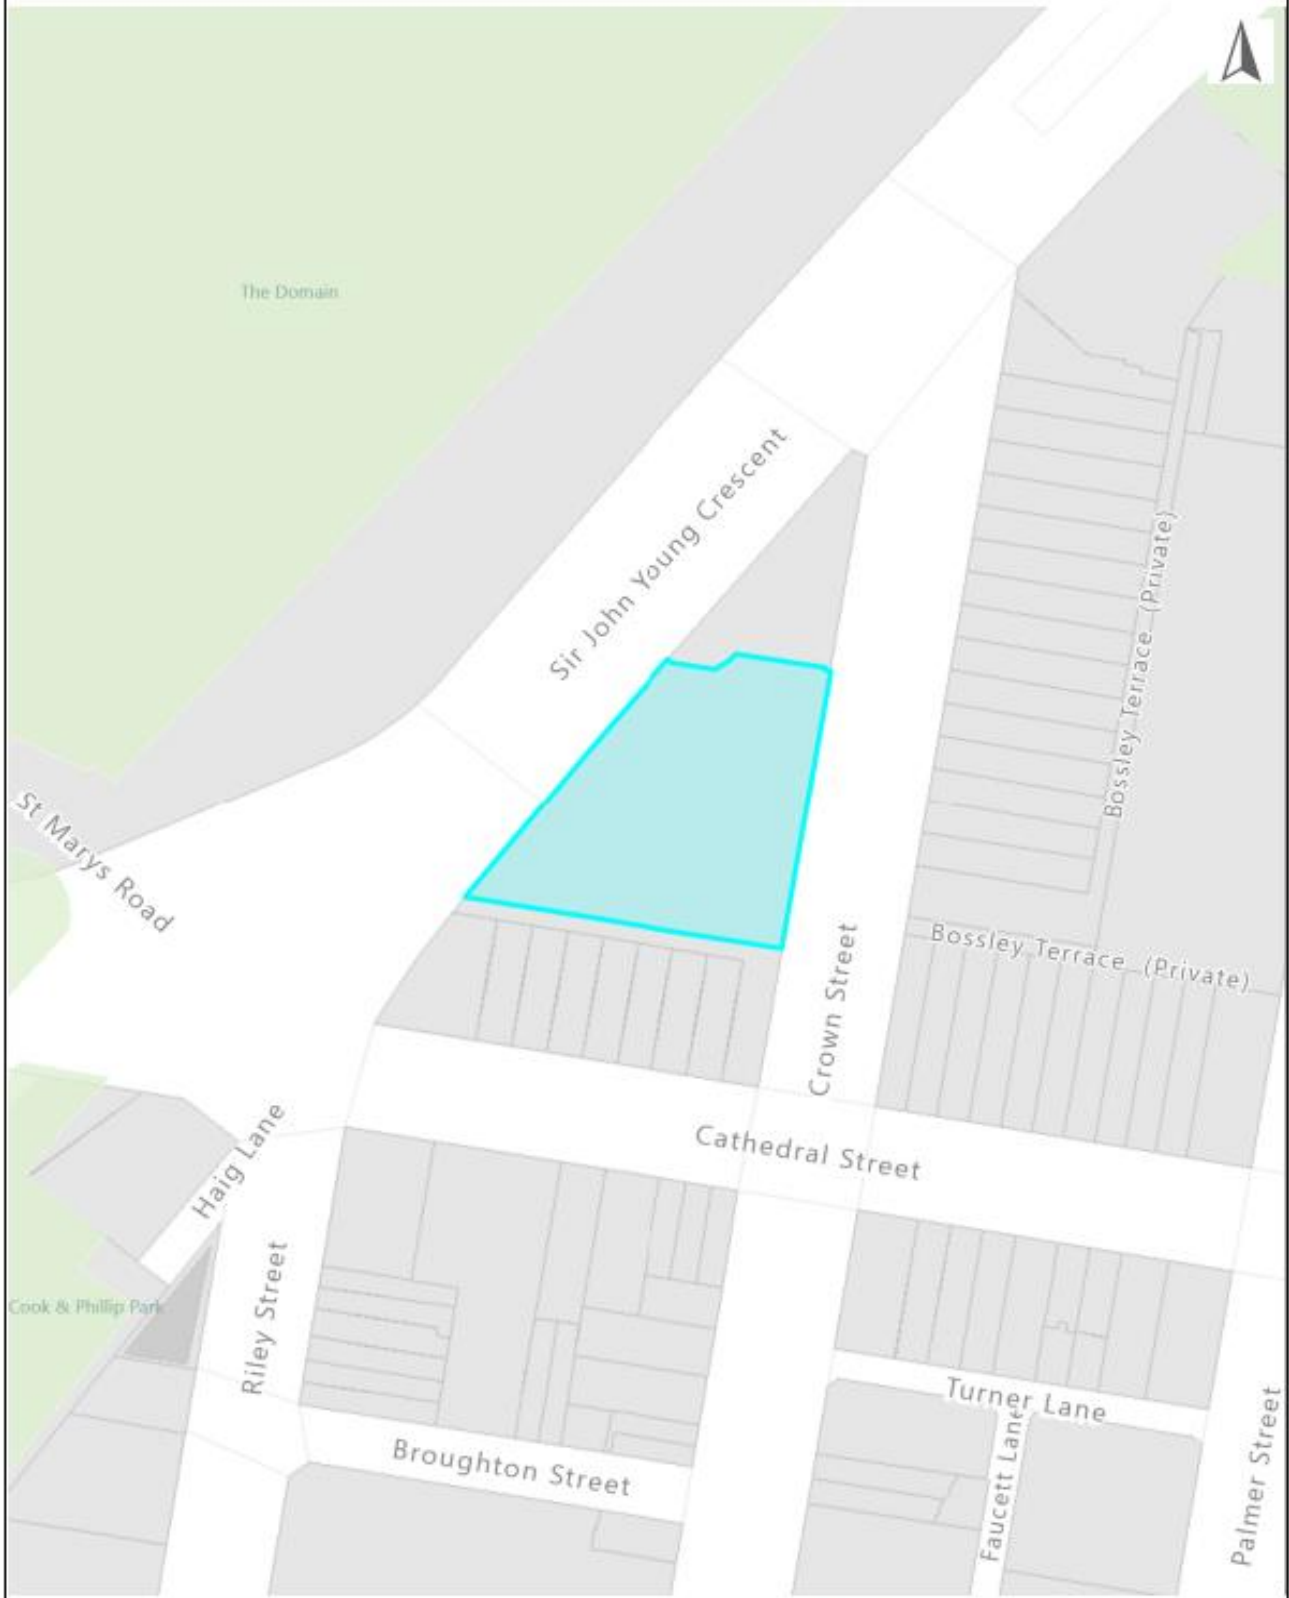 The Domain
Sir John Young Crescent
Bossley Terrace (Private)
St Marys Road
Bossley Terrace (Private)
Crown Street
Haig Lane
Cathedral Street
Cook & Phillip Park
Riley Street
Turner Lane
Faucett Lane
Palmer Street
Broughton Street